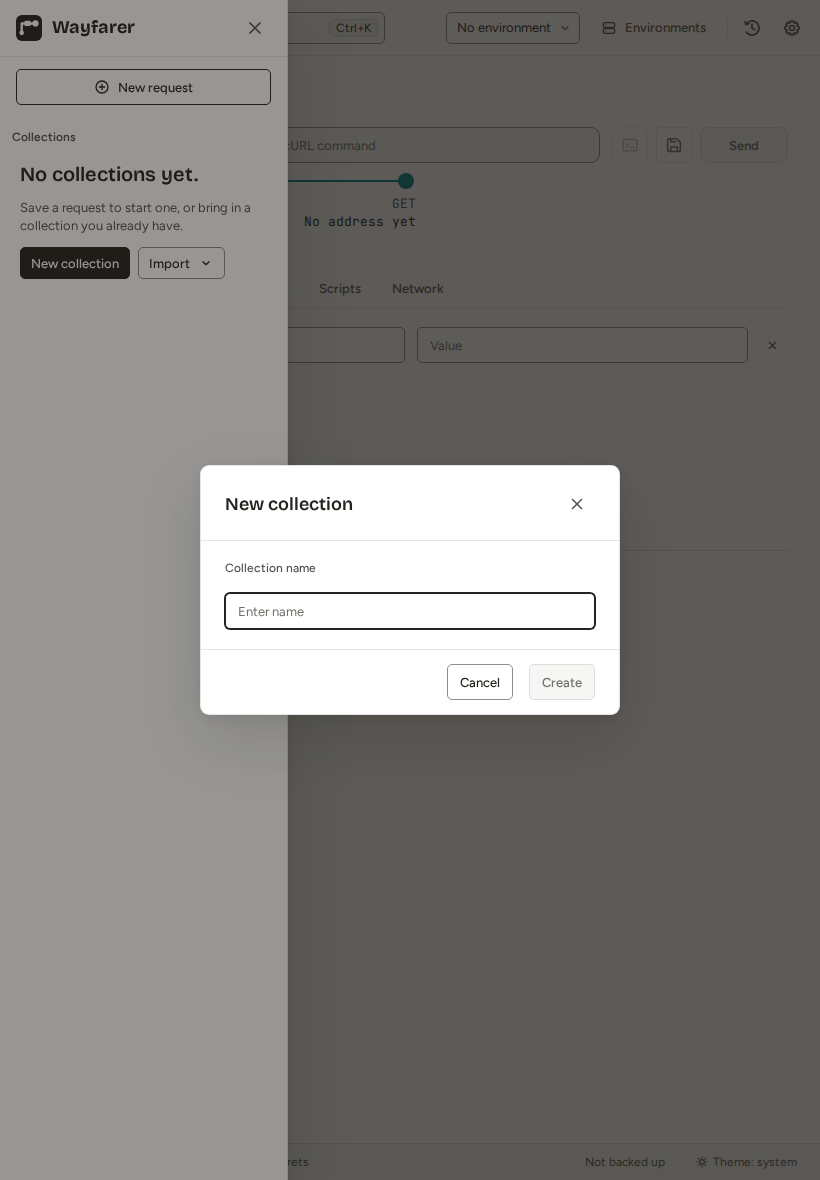 Wayfarer
Ctrl+K
No environment
Environments
New request
Collections
cURL command
Send
No collections yet.
Save a request to start one, or bring in a
collection you already have.
GET
No address yet
New collection
Import
Scripts
Network
Value
New collection
Collection name
Enter name
Cancel
Create
Not backed up
Theme: system